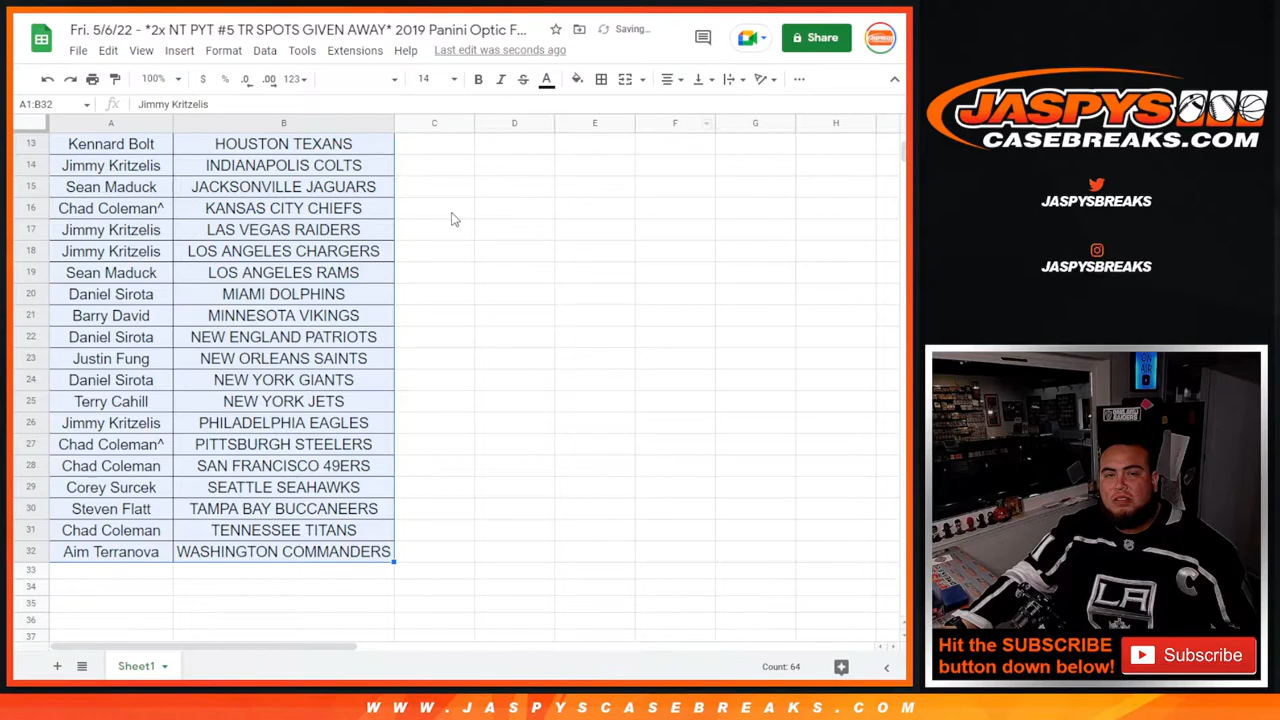 Fri. 5/6/22 - *2x NT PYT #5 TR SPOTS GIVEN AWAY* 2019 Panini Optic F... Saving...
File Edit View Insert Format Data Tools Extensions Help Last edit was seconds ago
Share
100% $ % .0 .00 123 14 B I S A
A1:B32 fx Jimmy Kritzelis
A B C D E F G H
13 Kennard Bolt HOUSTON TEXANS
14 Jimmy Kritzelis INDIANAPOLIS COLTS
15 Sean Maduck JACKSONVILLE JAGUARS
16 Chad Coleman^ KANSAS CITY CHIEFS
17 Jimmy Kritzelis LAS VEGAS RAIDERS
18 Jimmy Kritzelis LOS ANGELES CHARGERS
19 Sean Maduck LOS ANGELES RAMS
20 Daniel Sirota MIAMI DOLPHINS
21 Barry David MINNESOTA VIKINGS
22 Daniel Sirota NEW ENGLAND PATRIOTS
23 Justin Fung NEW ORLEANS SAINTS
24 Daniel Sirota NEW YORK GIANTS
25 Terry Cahill NEW YORK JETS
26 Jimmy Kritzelis PHILADELPHIA EAGLES
27 Chad Coleman^ PITTSBURGH STEELERS
28 Chad Coleman SAN FRANCISCO 49ERS
29 Corey Surcek SEATTLE SEAHAWKS
30 Steven Flatt TAMPA BAY BUCCANEERS
31 Chad Coleman TENNESSEE TITANS
32 Aim Terranova WASHINGTON COMMANDERS
33
34
35
36
37
Sheet1 Count: 64
JASPYS
CASEBREAKS.COM
JASPYSBREAKS
JASPYSBREAKS
ON AIR
LA
C
Hit the SUBSCRIBE
button down below!
Subscribe
WWW.JASPYSCASEBREAKS.COM